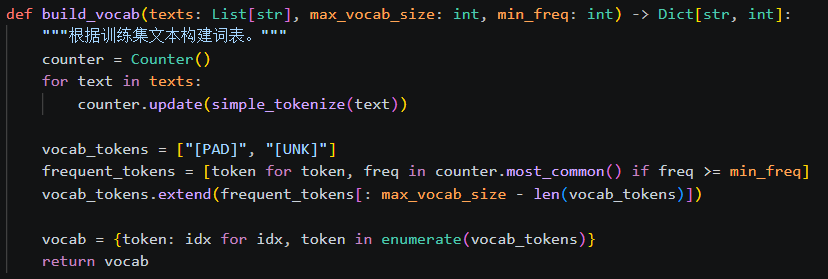 def build_vocab(texts: List[str], max_vocab_size: int, min_freq: int) -> Dict[str, int]:
    """根据训练集文本构建词表。"""
    counter = Counter()
    for text in texts:
        counter.update(simple_tokenize(text))

    vocab_tokens = ["[PAD]", "[UNK]"]
    frequent_tokens = [token for token, freq in counter.most_common() if freq >= min_freq]
    vocab_tokens.extend(frequent_tokens[: max_vocab_size - len(vocab_tokens)])

    vocab = {token: idx for idx, token in enumerate(vocab_tokens)}
    return vocab